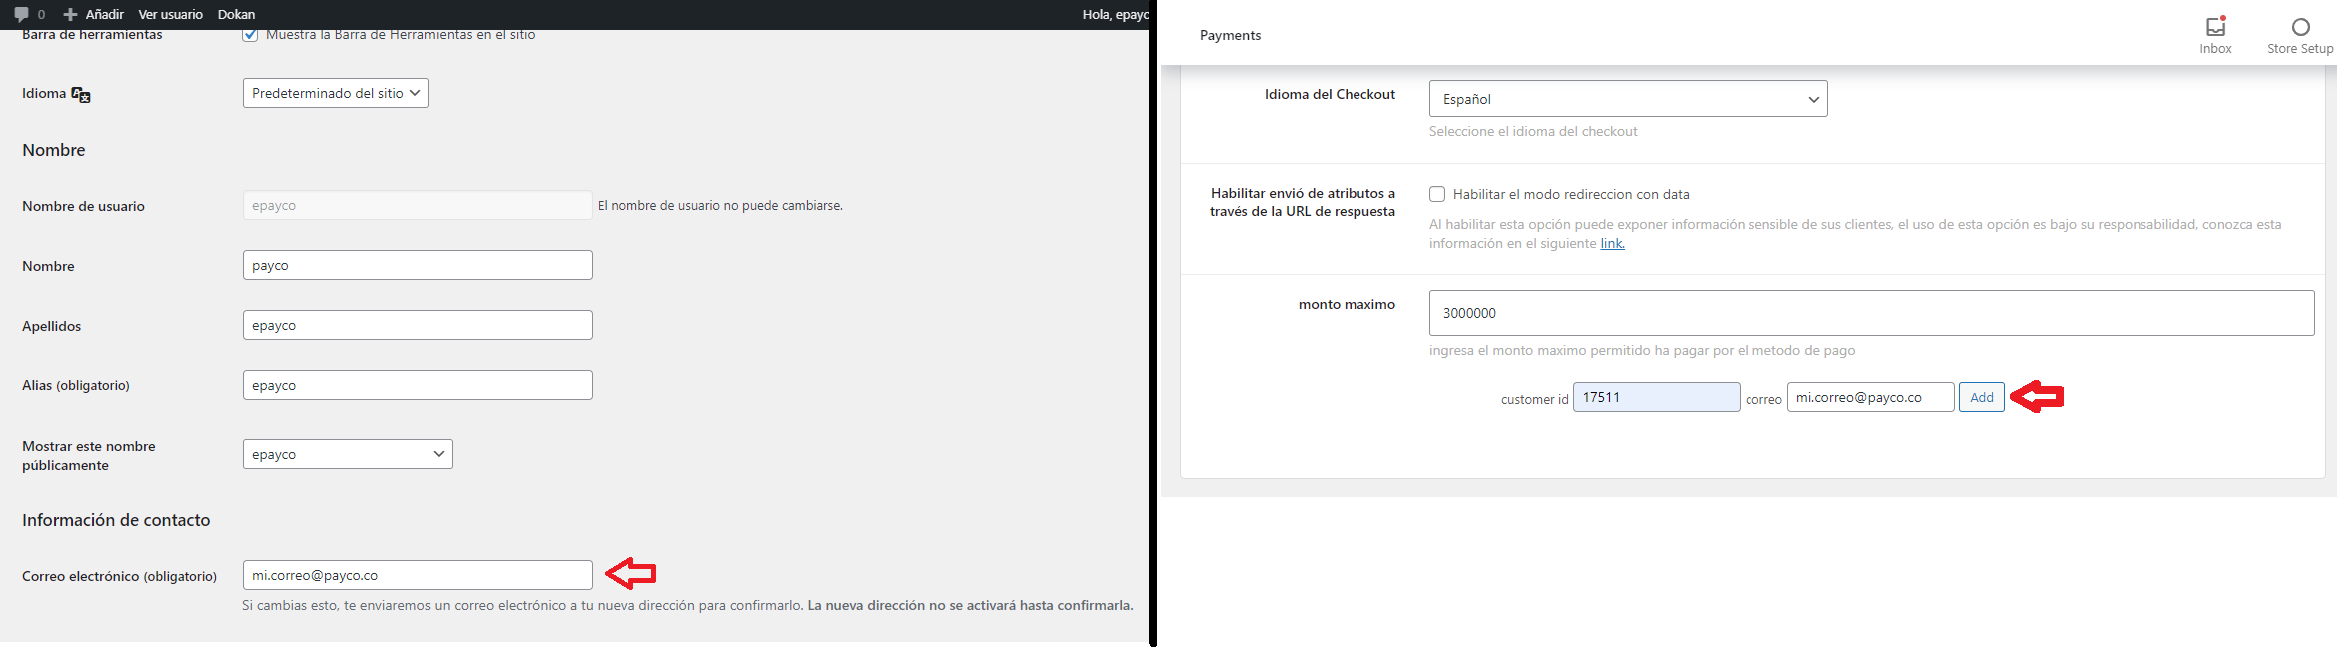 0 Añadir Ver usuario Dokan Hola, epayc
Barra de herramientas Muestra la Barra de Herramientas en el sitio
Idioma Predeterminado del sitio
Nombre
Nombre de usuario epayco El nombre de usuario no puede cambiarse.
Nombre payco
Apellidos epayco
Alias (obligatorio) epayco
Mostrar este nombre
públicamente
epayco
Información de contacto
Correo electrónico (obligatorio) mi.correo@payco.co
Si cambias esto, te enviaremos un correo electrónico a tu nueva dirección para confirmarlo. La nueva dirección no se activará hasta confirmarla.
Payments
Inbox Store Setup
Idioma del Checkout Español
Seleccione el idioma del checkout
Habilitar envió de atributos a
través de la URL de respuesta
Habilitar el modo redireccion con data
Al habilitar esta opción puede exponer información sensible de sus clientes, el uso de esta opción es bajo su responsabilidad, conozca esta
información en el siguiente link.
monto maximo 3000000
ingresa el monto maximo permitido ha pagar por el metodo de pago
customer id 17511 correo mi.correo@payco.co Add